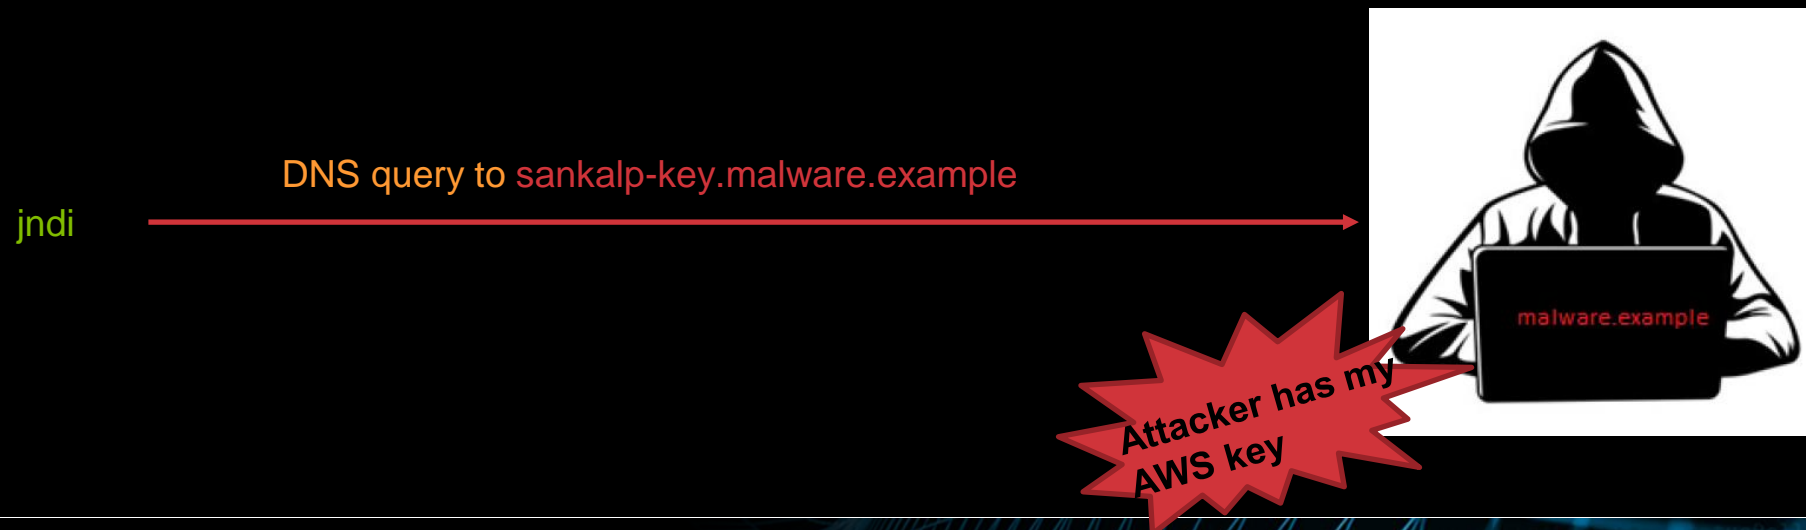 DNS query to sankalp-key.malware.example
jndi
malware.example
Attacker has my
AWS key